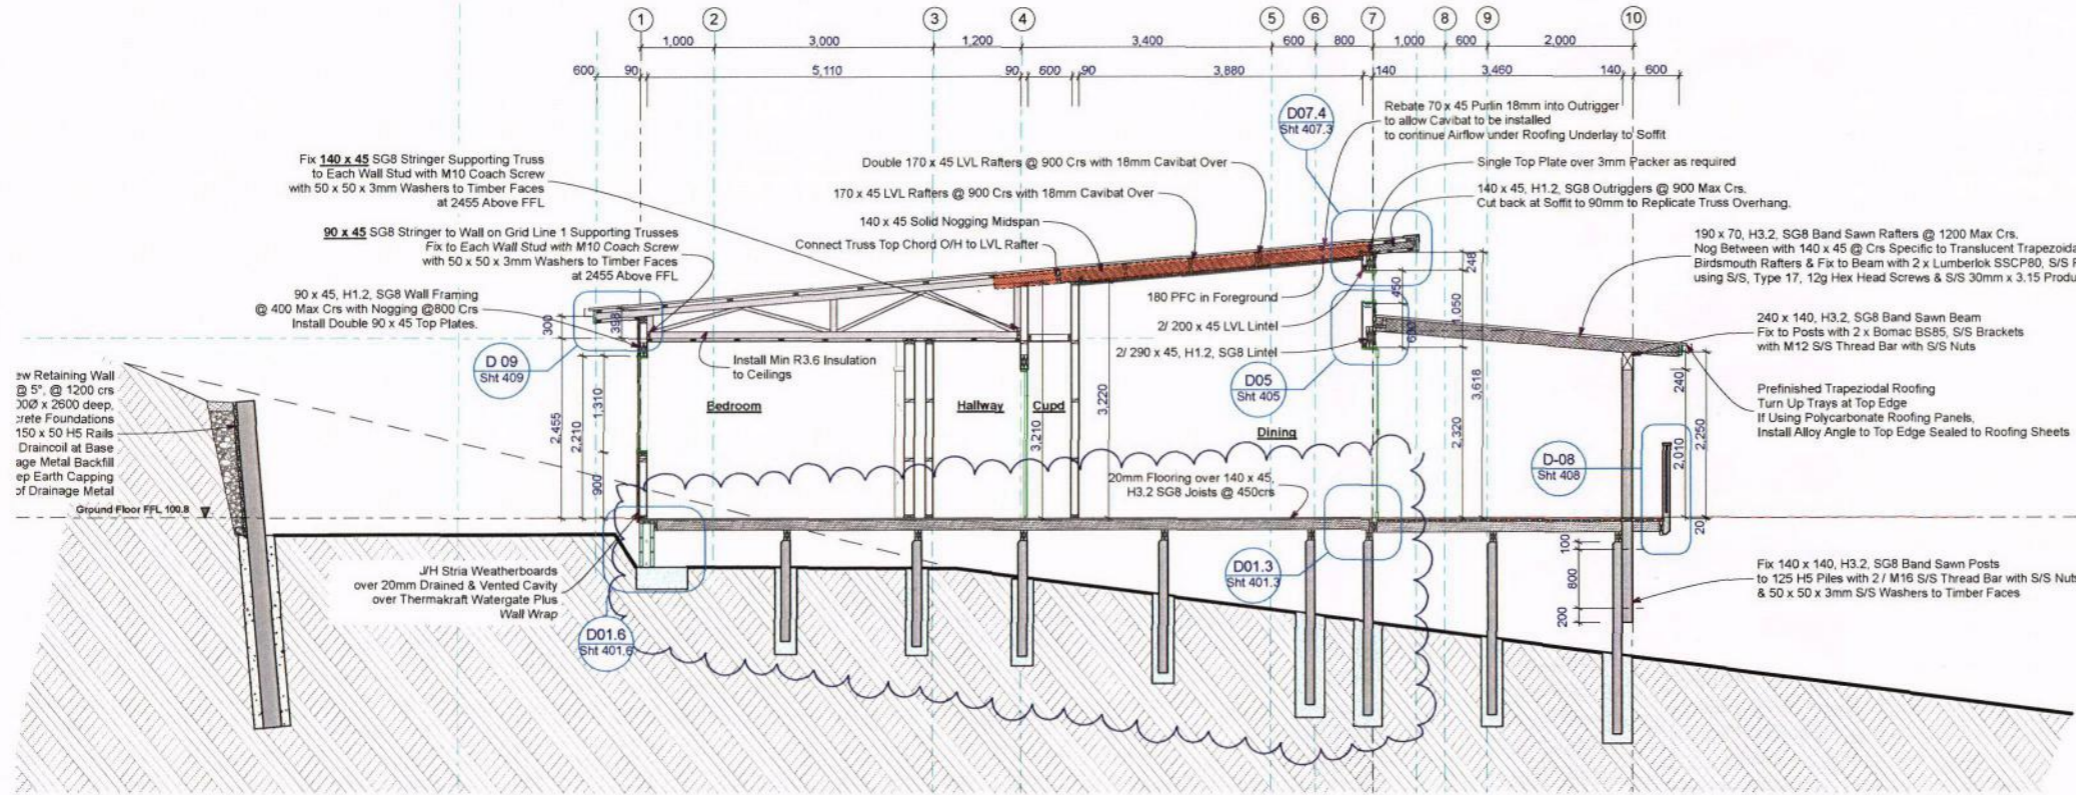 1 2 3 4 5 6 7 8 9 10
1,000 3,000 1,200 3,400 600 800 1,000 600 2,000
600 90 5,110 90 600 90 3,880 140 3,460 140 600
Fix 140 x 45 SG8 Stringer Supporting Truss
to Each Wall Stud with M10 Coach Screw
with 50 x 50 x 3mm Washers to Timber Faces
at 2455 Above FFL
90 x 45 SG8 Stringer to Wall on Grid Line 1 Supporting Trusses
Fix to Each Wall Stud with M10 Coach Screw
with 50 x 50 x 3mm Washers to Timber Faces
at 2455 Above FFL
90 x 45, H1.2, SG8 Wall Framing
@ 400 Max Crs with Nogging @800 Crs
Install Double 90 x 45 Top Plates.
Double 170 x 45 LVL Rafters @ 900 Crs with 18mm Cavibat Over
170 x 45 LVL Rafters @ 900 Crs with 18mm Cavibat Over
140 x 45 Solid Nogging Midspan
Connect Truss Top Chord O/H to LVL Rafter
D07.4
Sht 407.3
Rebate 70 x 45 Purlin 18mm into Outrigger
to allow Cavibat to be installed
to continue Airflow under Roofing Underlay to Soffit
Single Top Plate over 3mm Packer as required
140 x 45, H1.2, SG8 Outriggers @ 900 Max Crs.
Cut back at Soffit to 90mm to Replicate Truss Overhang.
190 x 70, H3.2, SG8 Band Sawn Rafters @ 1200 Max Crs.
Nog Between with 140 x 45 @ Crs Specific to Translucent Trapezoida
Birdsmouth Rafters & Fix to Beam with 2 x Lumberlok SSCP80, S/S F
using S/S, Type 17, 12g Hex Head Screws & S/S 30mm x 3.15 Produ
240 x 140, H3.2, SG8 Band Sawn Beam
Fix to Posts with 2 x Bomac BS85, S/S Brackets
with M12 S/S Thread Bar with S/S Nuts
Prefinished Trapeziodal Roofing
Turn Up Trays at Top Edge
If Using Polycarbonate Roofing Panels,
Install Alloy Angle to Top Edge Sealed to Roofing Sheets
180 PFC in Foreground
2/ 200 x 45 LVL Lintel
2/ 290 x 45, H1.2, SG8 Lintel
300
398
248
450
1,050
600
D 09
Sht 409
Install Min R3.6 Insulation
to Ceilings
D05
Sht 405
2,455
2,210
1,310
900
Bedroom
Hallway
Cupd
Dining
3,210
3,220
2,320
3,618
240
2,010
2,250
20
ew Retaining Wall
@ 5°, @ 1200 crs
00Ø x 2600 deep,
crete Foundations
150 x 50 H5 Rails
Draincoil at Base
age Metal Backfill
ep Earth Capping
of Drainage Metal
Ground Floor FFL 100.8
20mm Flooring over 140 x 45,
H3.2 SG8 Joists @ 450crs
D-08
Sht 408
J/H Stria Weatherboards
over 20mm Drained & Vented Cavity
over Thermakraft Watergate Plus
Wall Wrap
D01.6
Sht 401.6
D01.3
Sht 401.3
100
800
200
Fix 140 x 140, H3.2, SG8 Band Sawn Posts
to 125 H5 Piles with 2 / M16 S/S Thread Bar with S/S Nuts
& 50 x 50 x 3mm S/S Washers to Timber Faces